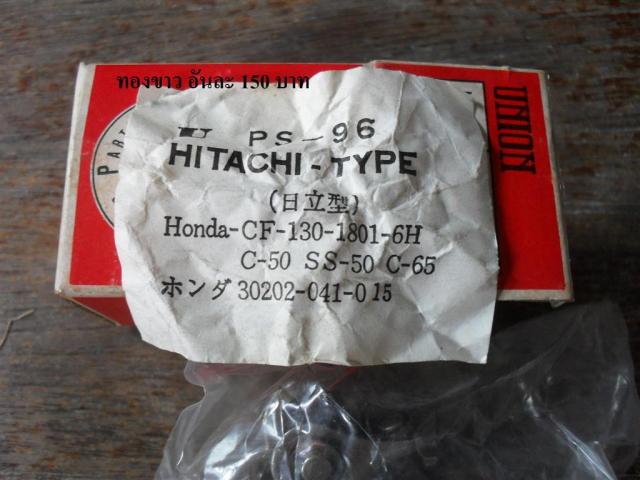 ทองขาว อันละ 150 บาท
UNION
PART
U PS-96
HITACHI-TYPE
(日立型)
Honda-CF-130-1801-6H
C-50 SS-50 C-65
ホンダ 30202-041-015